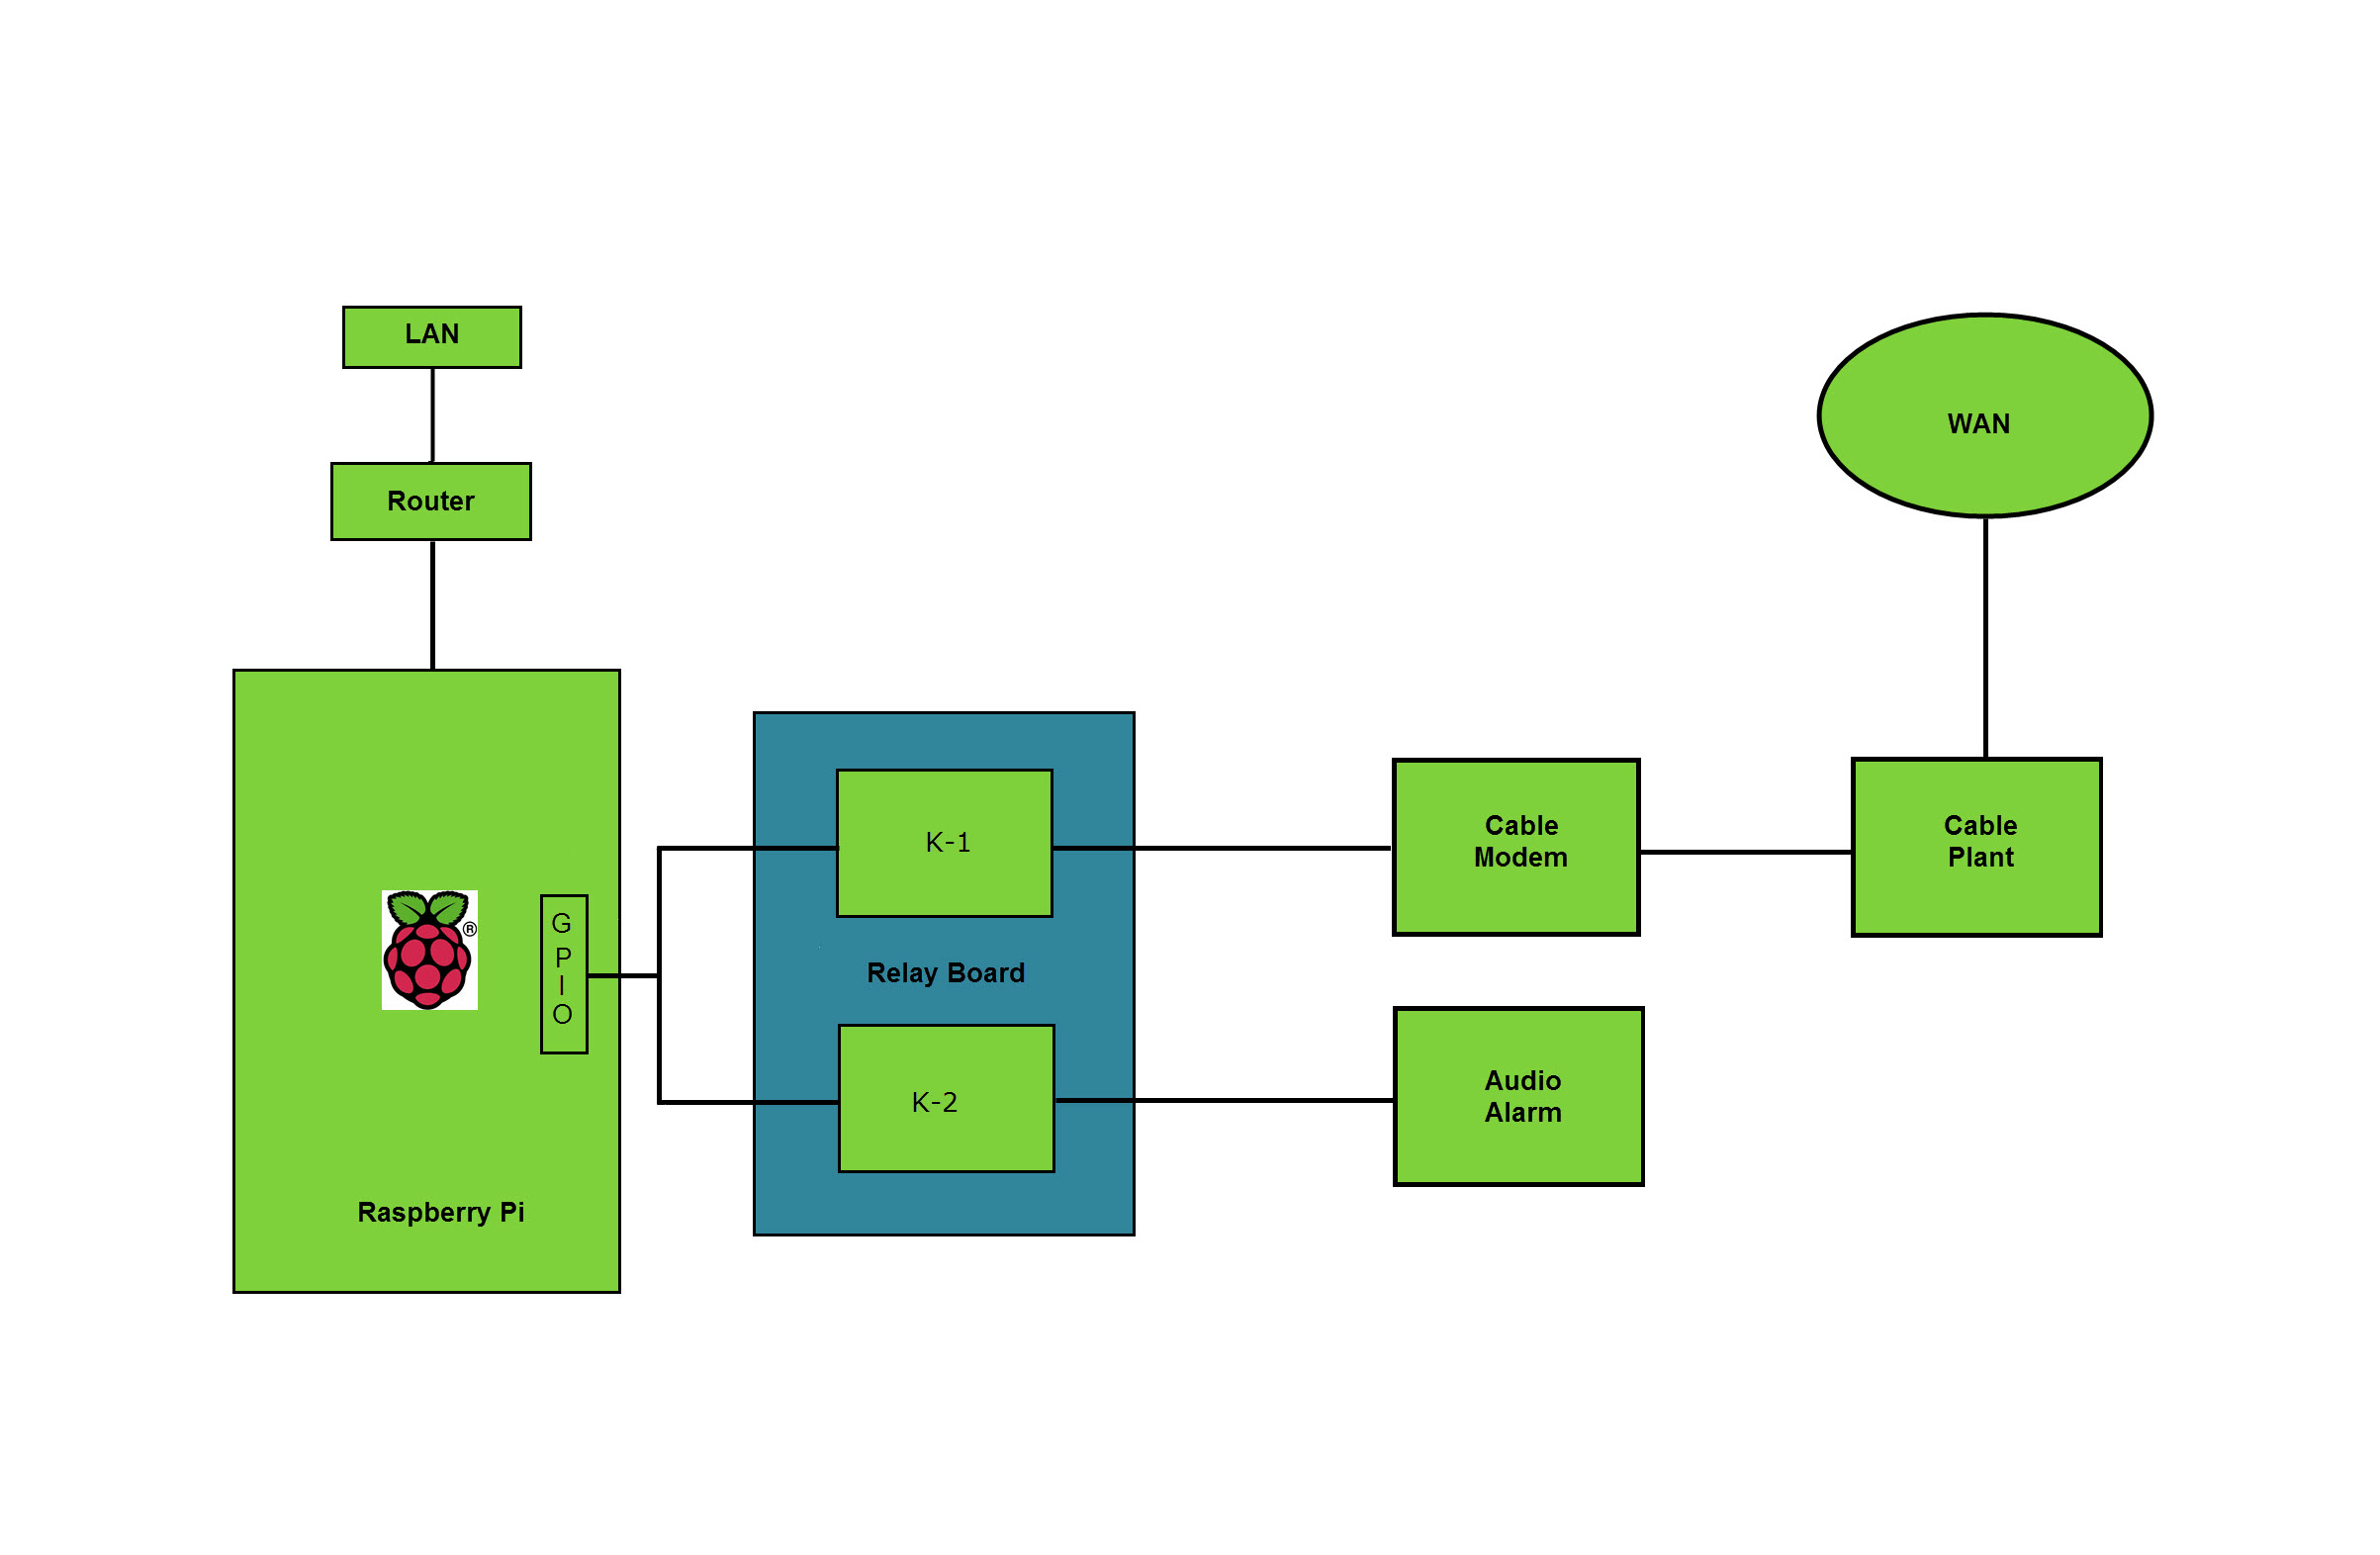 LAN
WAN
Router
Cable
Modem
Cable
Plant
K-1
G
P
I
O
®
Relay Board
Audio
Alarm
K-2
Raspberry Pi